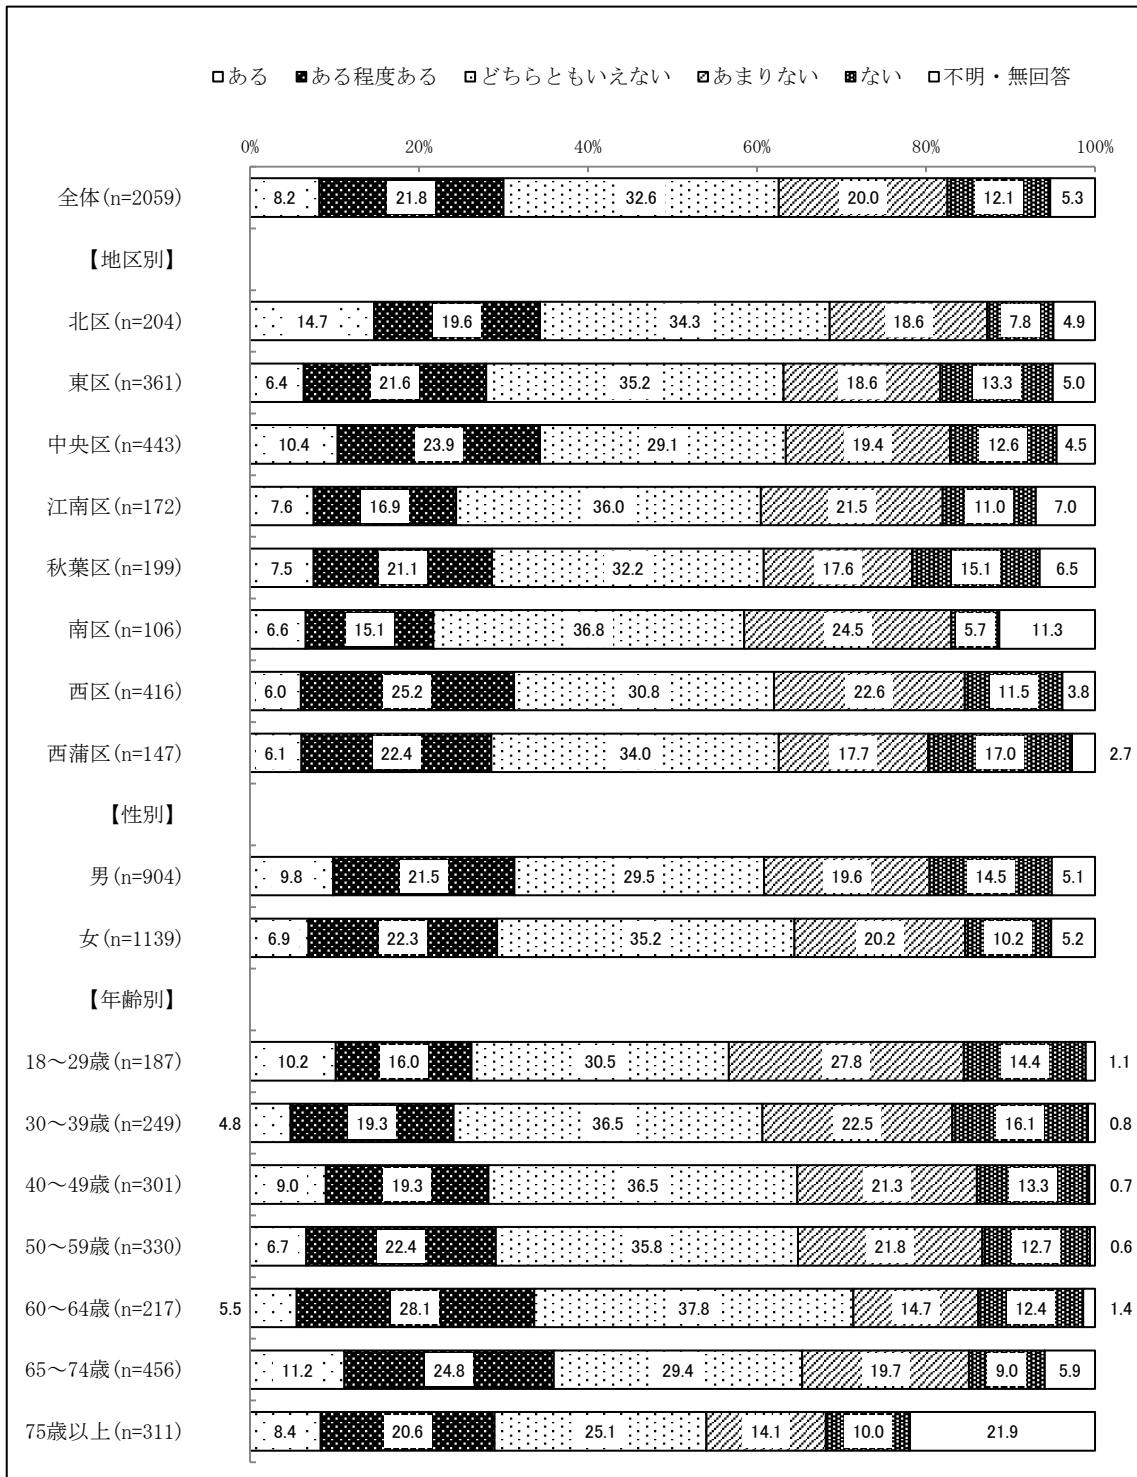 ある ある程度ある どちらともいえない あまりない ない 不明・無回答
0% 20% 40% 60% 80% 100%
全体(n=2059) 8.2 21.8 32.6 20.0 12.1 5.3
【地区別】
北区(n=204) 14.7 19.6 34.3 18.6 7.8 4.9
東区(n=361) 6.4 21.6 35.2 18.6 13.3 5.0
中央区(n=443) 10.4 23.9 29.1 19.4 12.6 4.5
江南区(n=172) 7.6 16.9 36.0 21.5 11.0 7.0
秋葉区(n=199) 7.5 21.1 32.2 17.6 15.1 6.5
南区(n=106) 6.6 15.1 36.8 24.5 5.7 11.3
西区(n=416) 6.0 25.2 30.8 22.6 11.5 3.8
西蒲区(n=147) 6.1 22.4 34.0 17.7 17.0 2.7
【性別】
男(n=904) 9.8 21.5 29.5 19.6 14.5 5.1
女(n=1139) 6.9 22.3 35.2 20.2 10.2 5.2
【年齢別】
18～29歳(n=187) 10.2 16.0 30.5 27.8 14.4 1.1
30～39歳(n=249) 4.8 19.3 36.5 22.5 16.1 0.8
40～49歳(n=301) 9.0 19.3 36.5 21.3 13.3 0.7
50～59歳(n=330) 6.7 22.4 35.8 21.8 12.7 0.6
60～64歳(n=217) 5.5 28.1 37.8 14.7 12.4 1.4
65～74歳(n=456) 11.2 24.8 29.4 19.7 9.0 5.9
75歳以上(n=311) 8.4 20.6 25.1 14.1 10.0 21.9